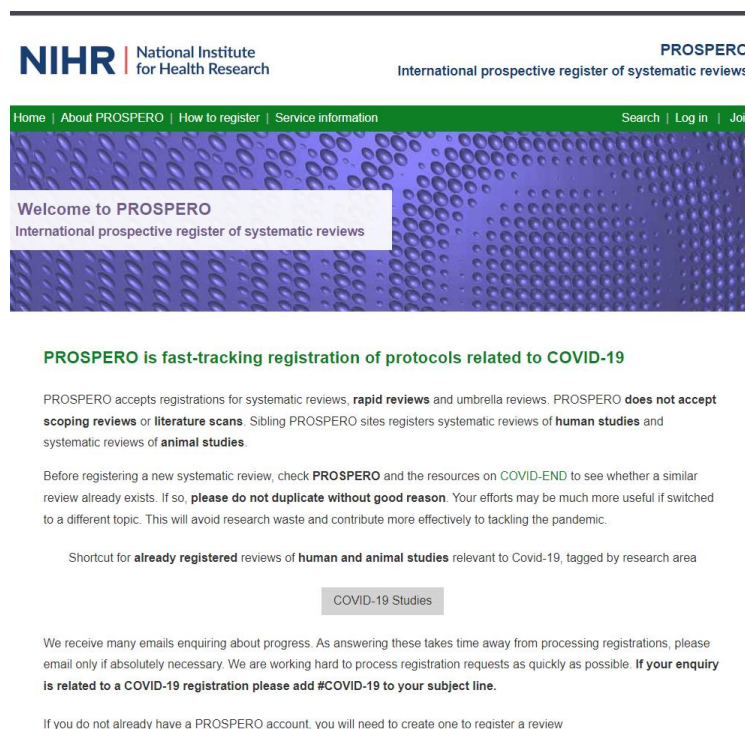 NIHR | National Institute
for Health Research
PROSPERO
International prospective register of systematic reviews
Home | About PROSPERO | How to register | Service information
Search | Log in | Joi
Welcome to PROSPERO
International prospective register of systematic reviews
PROSPERO is fast-tracking registration of protocols related to COVID-19
PROSPERO accepts registrations for systematic reviews, rapid reviews and umbrella reviews. PROSPERO does not accept
scoping reviews or literature scans. Sibling PROSPERO sites registers systematic reviews of human studies and
systematic reviews of animal studies.
Before registering a new systematic review, check PROSPERO and the resources on COVID-END to see whether a similar
review already exists. If so, please do not duplicate without good reason. Your efforts may be much more useful if switched
to a different topic. This will avoid research waste and contribute more effectively to tackling the pandemic.
Shortcut for already registered reviews of human and animal studies relevant to Covid-19, tagged by research area
COVID-19 Studies
We receive many emails enquiring about progress. As answering these takes time away from processing registrations, please
email only if absolutely necessary. We are working hard to process registration requests as quickly as possible. If your enquiry
is related to a COVID-19 registration please add #COVID-19 to your subject line.
If you do not already have a PROSPERO account, you will need to create one to register a review